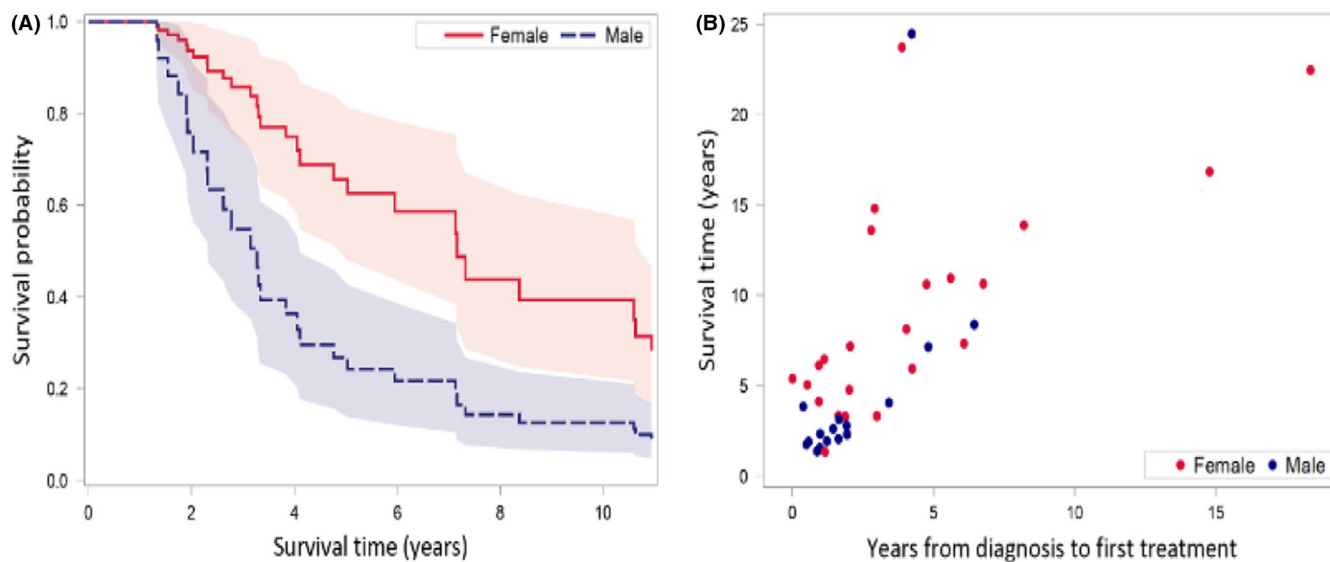 (A)
Female Male
Survival probability
1.0
0.8
0.6
0.4
0.2
0.0
0 2 4 6 8 10
Survival time (years)
(B)
Survival time (years)
25
20
15
10
5
0
Female Male
0 5 10 15
Years from diagnosis to first treatment